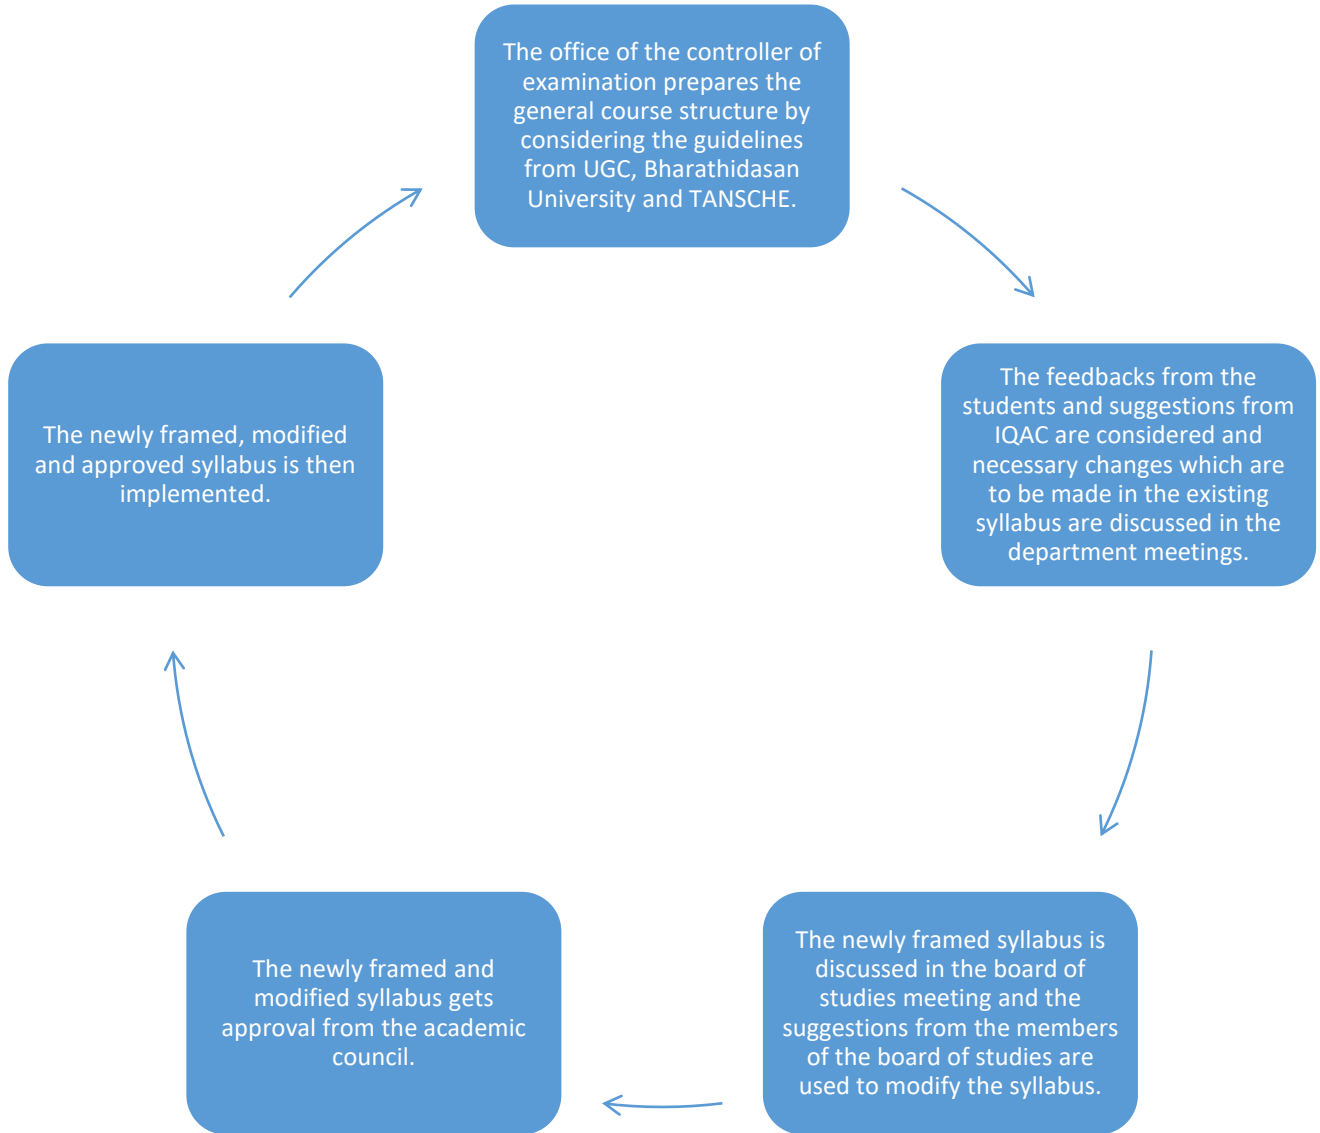 The office of the controller of
examination prepares the
general course structure by
considering the guidelines
from UGC, Bharathidasan
University and TANSCHE.
The feedbacks from the
students and suggestions from
IQAC are considered and
necessary changes which are
to be made in the existing
syllabus are discussed in the
department meetings.
The newly framed syllabus is
discussed in the board of
studies meeting and the
suggestions from the members
of the board of studies are
used to modify the syllabus.
The newly framed and
modified syllabus gets
approval from the academic
council.
The newly framed, modified
and approved syllabus is then
implemented.